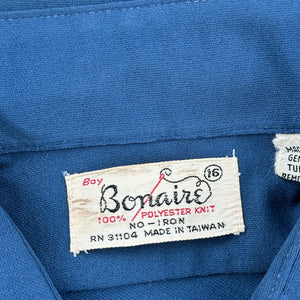 Boy
Bonaire 16
100% POLYESTER KNIT
NO-IRON
RN 31104 MADE IN TAIWAN